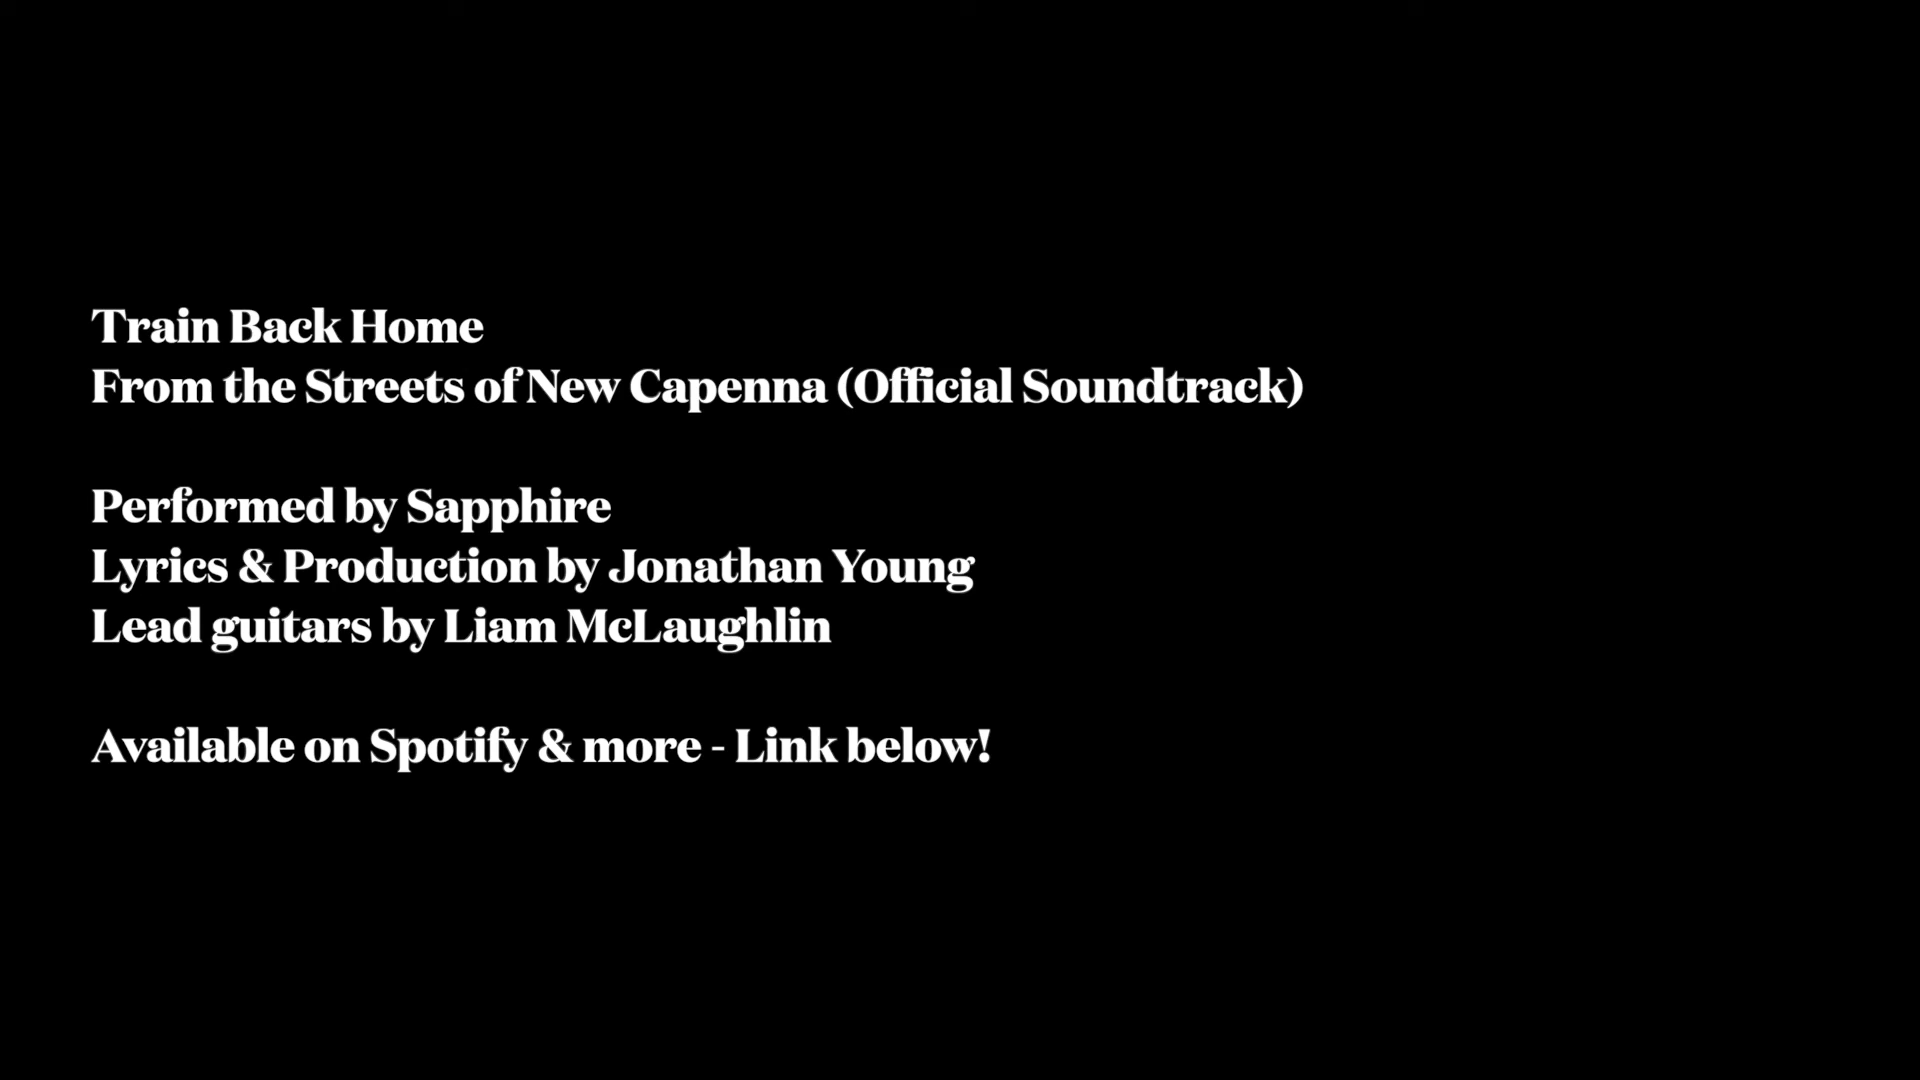 Train Back Home
From the Streets of New Capenna (Official Soundtrack)
Performed by Sapphire
Lyrics & Production by Jonathan Young
Lead guitars by Liam McLaughlin
Available on Spotify & more - Link below!